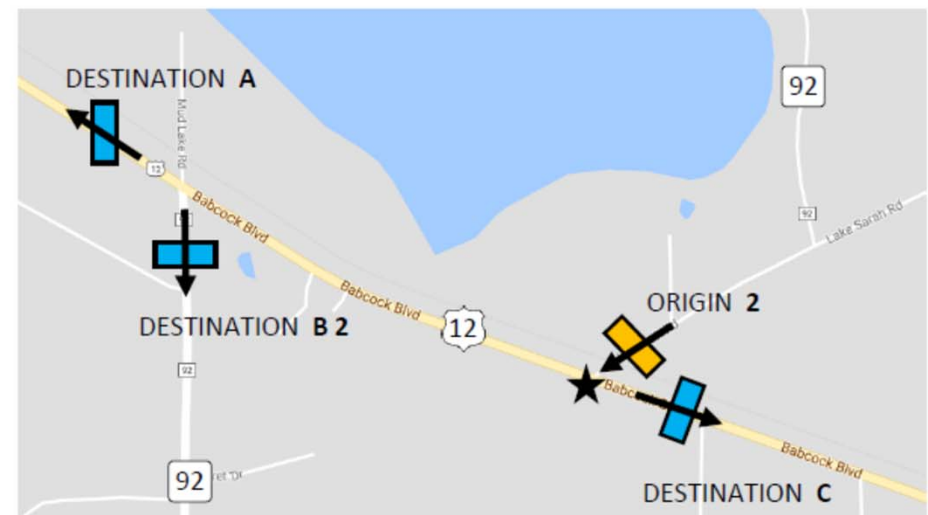 DESTINATION A
92
Mud Lake Rd
12
Babcock Blvd
92
Lake Sarah Rd
Babcock Blvd
ORIGIN 2
DESTINATION B 2
12
92
Babcock Blvd
92
DESTINATION C